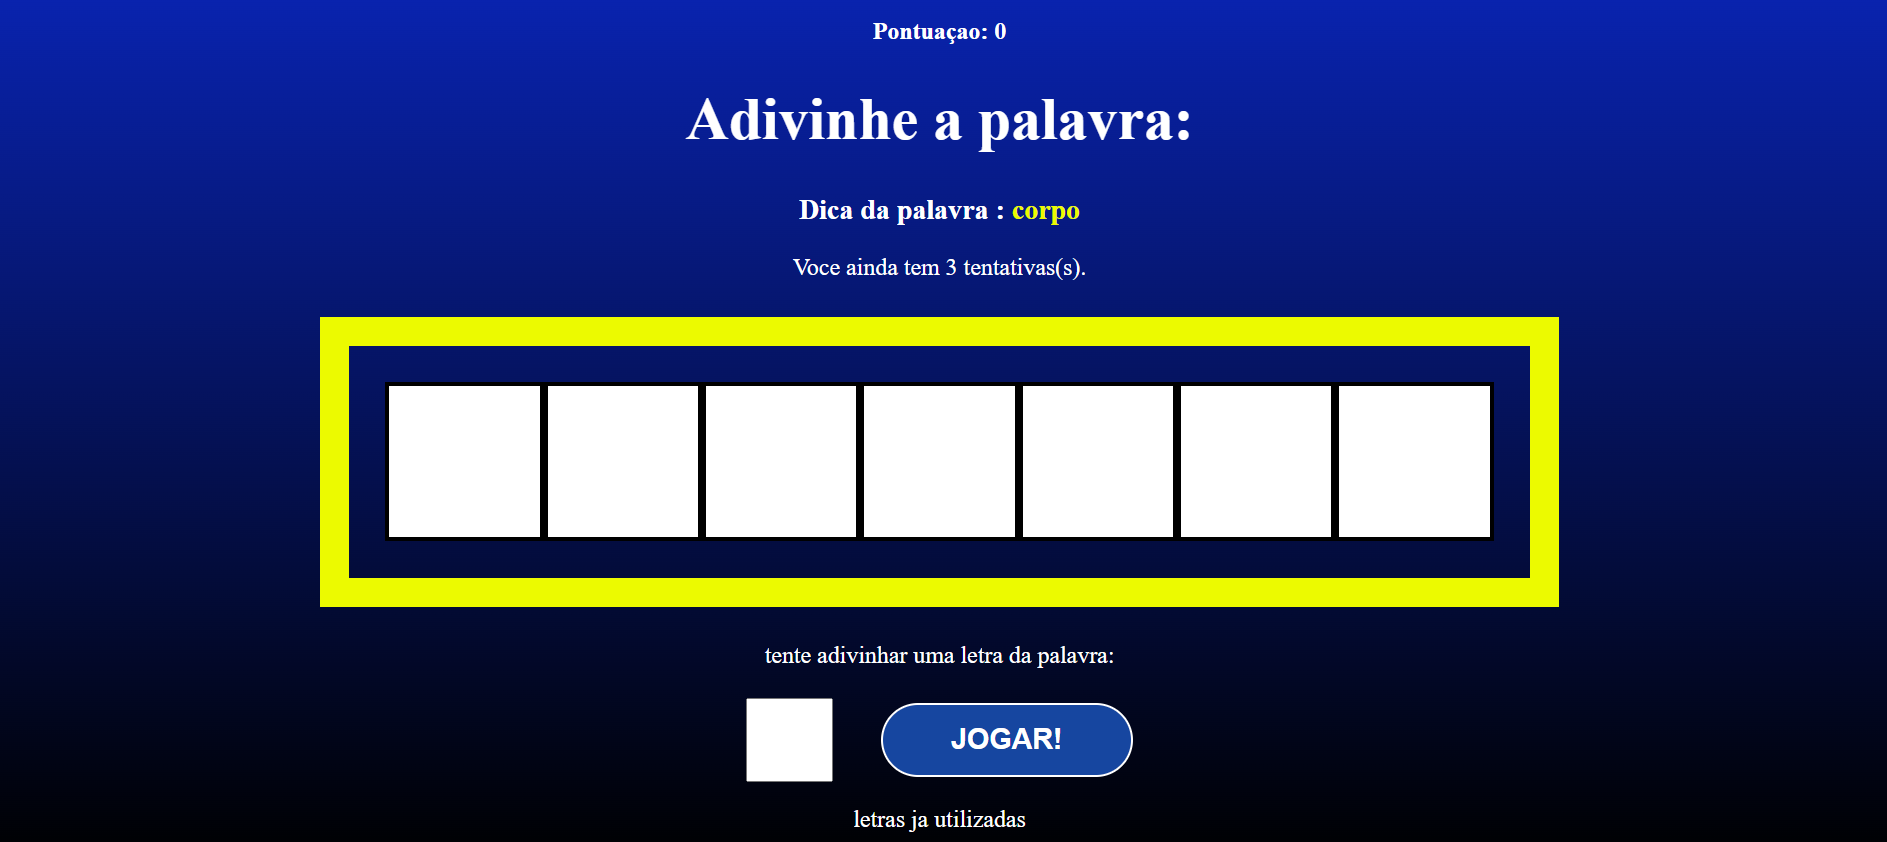 Pontuaçao: 0
Adivinhe a palavra:
Dica da palavra : corpo
Voce ainda tem 3 tentativas(s).
tente adivinhar uma letra da palavra:
JOGAR!
letras ja utilizadas